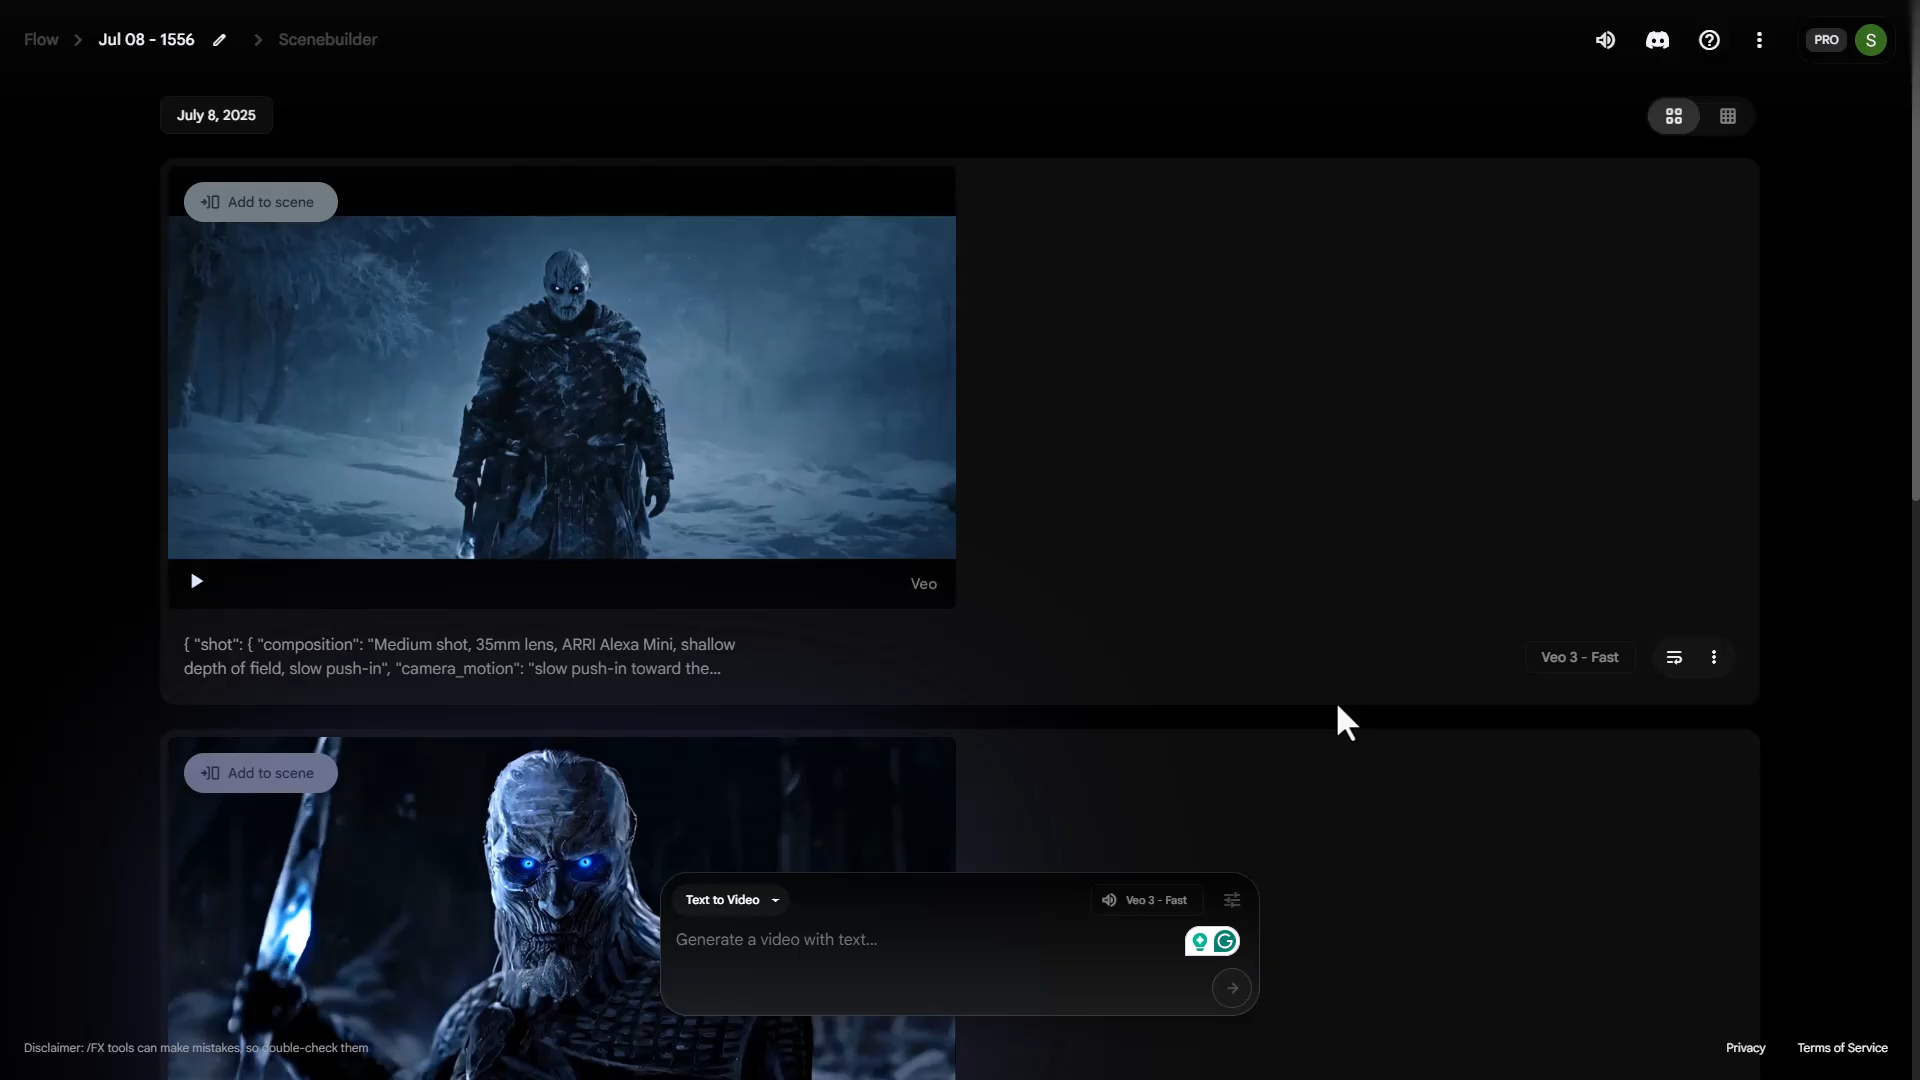 Flow
Jul 08 - 1556
Scenebuilder
PRO
S
July 8, 2025
Add to scene
Veo
{ "shot": { "composition": "Medium shot, 35mm lens, ARRI Alexa Mini, shallow
depth of field, slow push-in", "camera_motion": "slow push-in toward the...
Veo 3 - Fast
Add to scene
Text to Video
Veo 3 - Fast
Generate a video with text...
Disclaimer: /FX tools can make mistakes, so double-check them
Privacy
Terms of Service